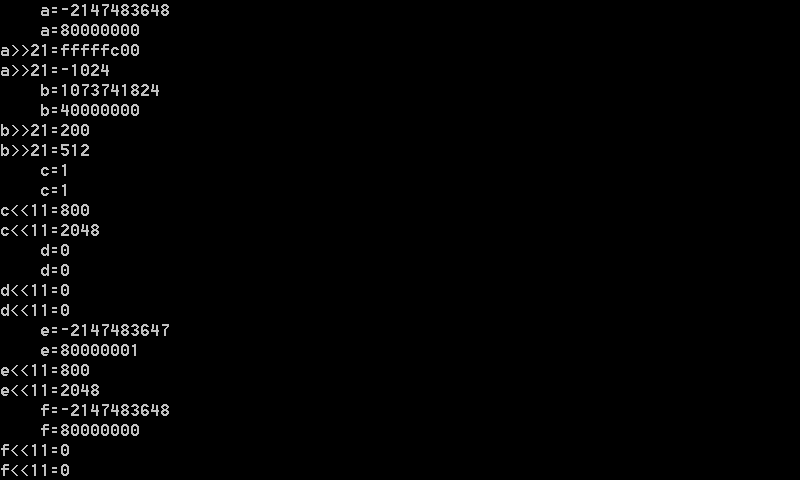 a=-2147483648
a=80000000
a>>21=fffffc00
a>>21=-1024
b=1073741824
b=40000000
b>>21=200
b>>21=512
c=1
c=1
c<<11=800
c<<11=2048
d=0
d=0
d<<11=0
d<<11=0
e=-2147483647
e=80000001
e<<11=800
e<<11=2048
f=-2147483648
f=80000000
f<<11=0
f<<11=0